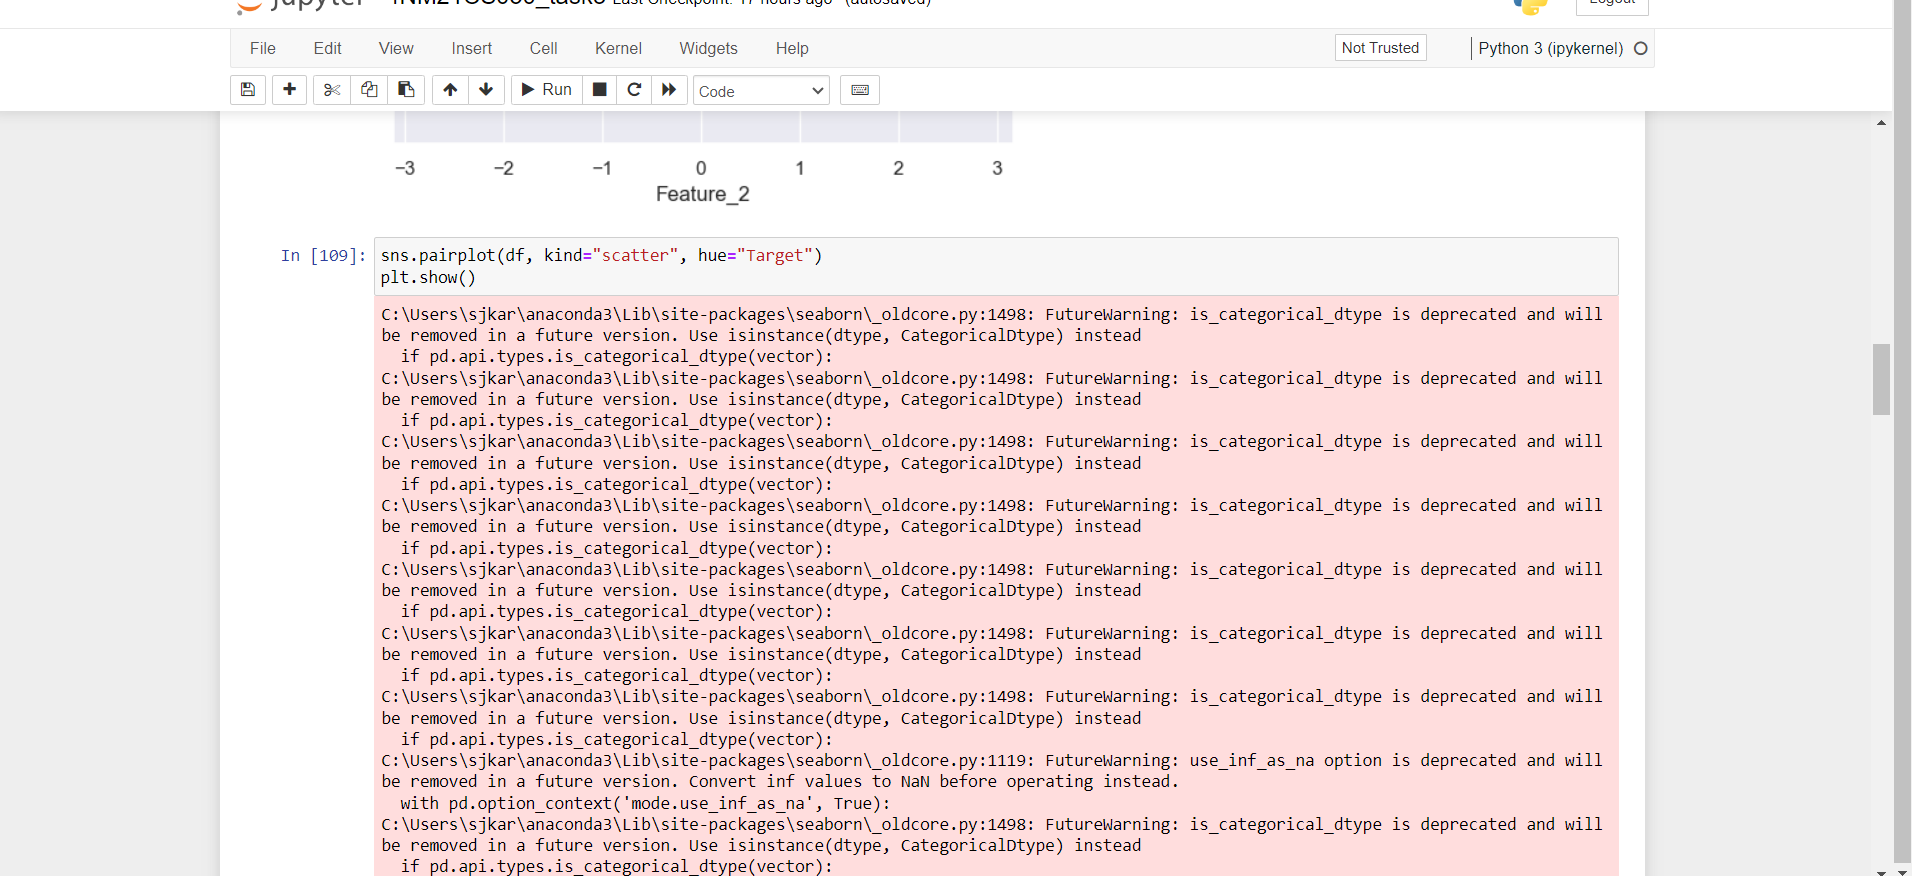 Last Checkpoint: 17 hours ago (autosaved)
Logout
File Edit View Insert Cell Kernel Widgets Help
Not Trusted
Python 3 (ipykernel)
Run
Code
−3 −2 −1 0 1 2 3
Feature_2
In [109]: sns.pairplot(df, kind="scatter", hue="Target")
plt.show()
C:\Users\sjkar\anaconda3\Lib\site-packages\seaborn\_oldcore.py:1498: FutureWarning: is_categorical_dtype is deprecated and will
be removed in a future version. Use isinstance(dtype, CategoricalDtype) instead
  if pd.api.types.is_categorical_dtype(vector):
C:\Users\sjkar\anaconda3\Lib\site-packages\seaborn\_oldcore.py:1498: FutureWarning: is_categorical_dtype is deprecated and will
be removed in a future version. Use isinstance(dtype, CategoricalDtype) instead
  if pd.api.types.is_categorical_dtype(vector):
C:\Users\sjkar\anaconda3\Lib\site-packages\seaborn\_oldcore.py:1498: FutureWarning: is_categorical_dtype is deprecated and will
be removed in a future version. Use isinstance(dtype, CategoricalDtype) instead
  if pd.api.types.is_categorical_dtype(vector):
C:\Users\sjkar\anaconda3\Lib\site-packages\seaborn\_oldcore.py:1498: FutureWarning: is_categorical_dtype is deprecated and will
be removed in a future version. Use isinstance(dtype, CategoricalDtype) instead
  if pd.api.types.is_categorical_dtype(vector):
C:\Users\sjkar\anaconda3\Lib\site-packages\seaborn\_oldcore.py:1498: FutureWarning: is_categorical_dtype is deprecated and will
be removed in a future version. Use isinstance(dtype, CategoricalDtype) instead
  if pd.api.types.is_categorical_dtype(vector):
C:\Users\sjkar\anaconda3\Lib\site-packages\seaborn\_oldcore.py:1498: FutureWarning: is_categorical_dtype is deprecated and will
be removed in a future version. Use isinstance(dtype, CategoricalDtype) instead
  if pd.api.types.is_categorical_dtype(vector):
C:\Users\sjkar\anaconda3\Lib\site-packages\seaborn\_oldcore.py:1498: FutureWarning: is_categorical_dtype is deprecated and will
be removed in a future version. Use isinstance(dtype, CategoricalDtype) instead
  if pd.api.types.is_categorical_dtype(vector):
C:\Users\sjkar\anaconda3\Lib\site-packages\seaborn\_oldcore.py:1119: FutureWarning: use_inf_as_na option is deprecated and will
be removed in a future version. Convert inf values to NaN before operating instead.
  with pd.option_context('mode.use_inf_as_na', True):
C:\Users\sjkar\anaconda3\Lib\site-packages\seaborn\_oldcore.py:1498: FutureWarning: is_categorical_dtype is deprecated and will
be removed in a future version. Use isinstance(dtype, CategoricalDtype) instead
  if pd.api.types.is_categorical_dtype(vector):